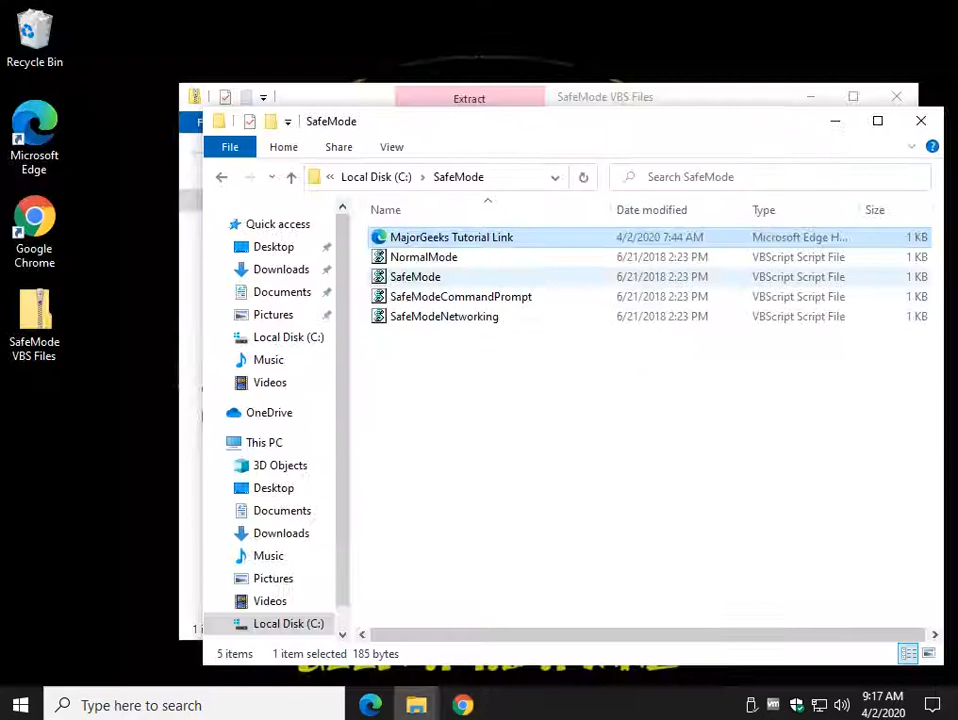 Recycle Bin
Microsoft
Edge
Google
Chrome
SafeMode
VBS Files
Extract
SafeMode VBS Files
SafeMode
File
Home
Share
View
Local Disk (C:)
SafeMode
Search SafeMode
Name
Date modified
Type
Size
Quick access
Desktop
Downloads
Documents
Pictures
Local Disk (C:)
Music
Videos
OneDrive
This PC
3D Objects
Desktop
Documents
Downloads
Music
Pictures
Videos
Local Disk (C:)
MajorGeeks Tutorial Link 4/2/2020 7:44 AM Microsoft Edge H... 1 KB
NormalMode 6/21/2018 2:23 PM VBScript Script File 1 KB
SafeMode 6/21/2018 2:23 PM VBScript Script File 1 KB
SafeModeCommandPrompt 6/21/2018 2:23 PM VBScript Script File 1 KB
SafeModeNetworking 6/21/2018 2:23 PM VBScript Script File 1 KB
5 items 1 item selected 185 bytes
Type here to search
9:17 AM
4/2/2020